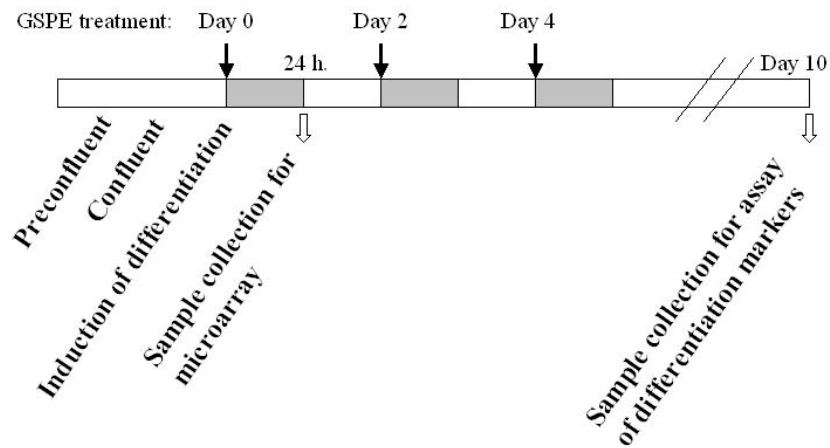 GSPE treatment: Day 0 Day 2 Day 4
24 h. Day 10
Preconfluent
Confluent
Induction of differentiation
Sample collection for
microarray
Sample collection for assay
of differentiation markers